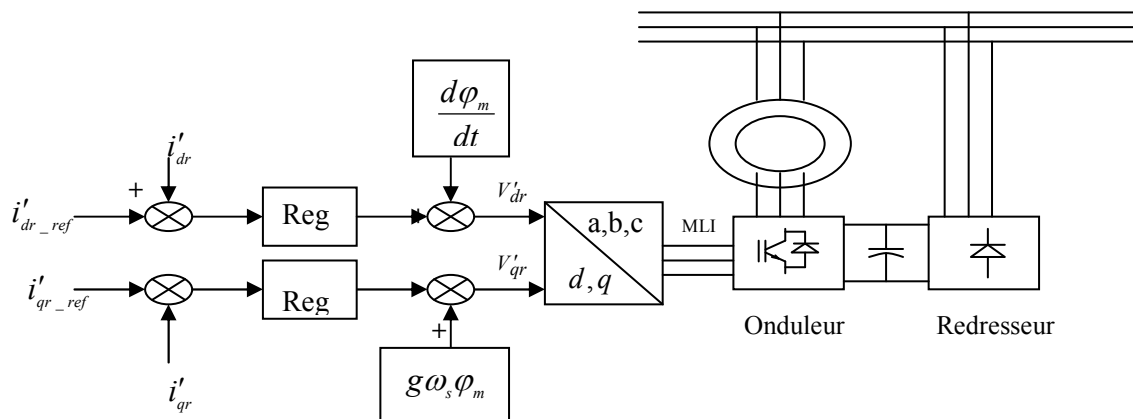 dφₘ
dt
i′dr
+
i′dr_ref
Reg
V′dr
a,b,c
MLI
d,q
V′qr
i′qr_ref
Reg
Onduleur
Redresseur
+
gωₛφₘ
i′qr